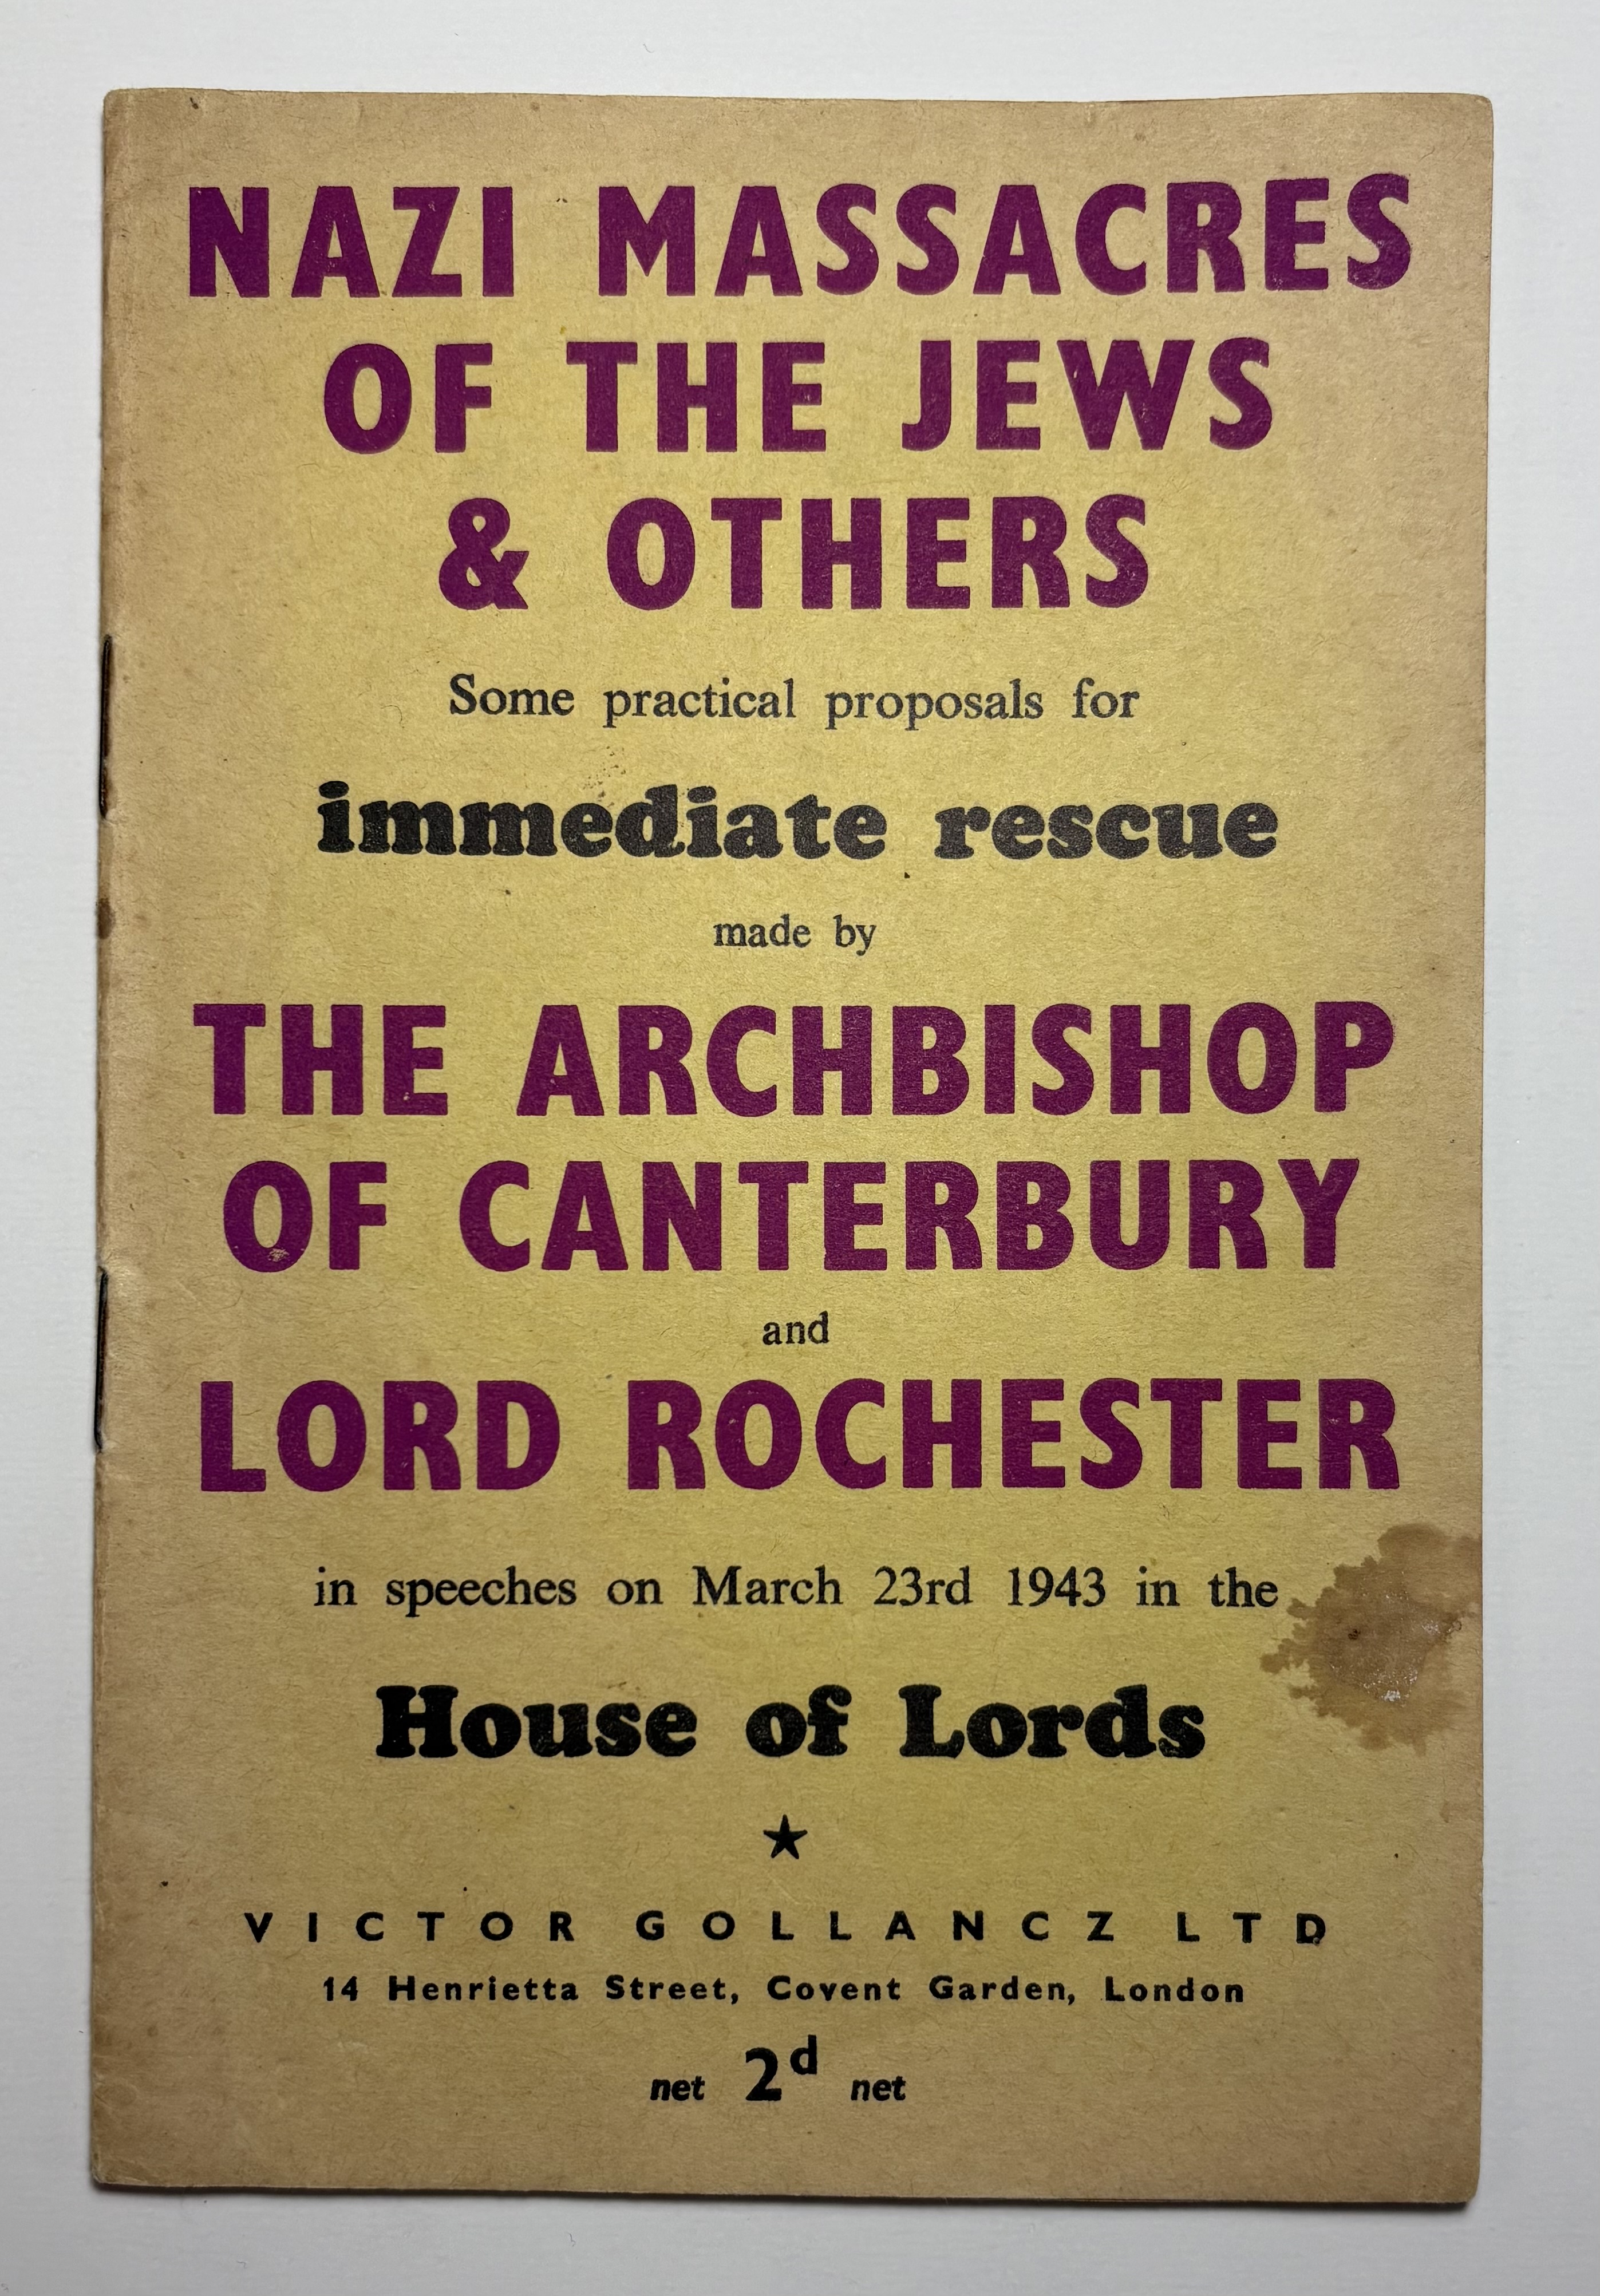 NAZI MASSACRES
OF THE JEWS
& OTHERS
Some practical proposals for
immediate rescue
made by
THE ARCHBISHOP
OF CANTERBURY
and
LORD ROCHESTER
in speeches on March 23rd 1943 in the
House of Lords
★
VICTOR GOLLANCZ LTD
14 Henrietta Street, Covent Garden, London
net 2d net